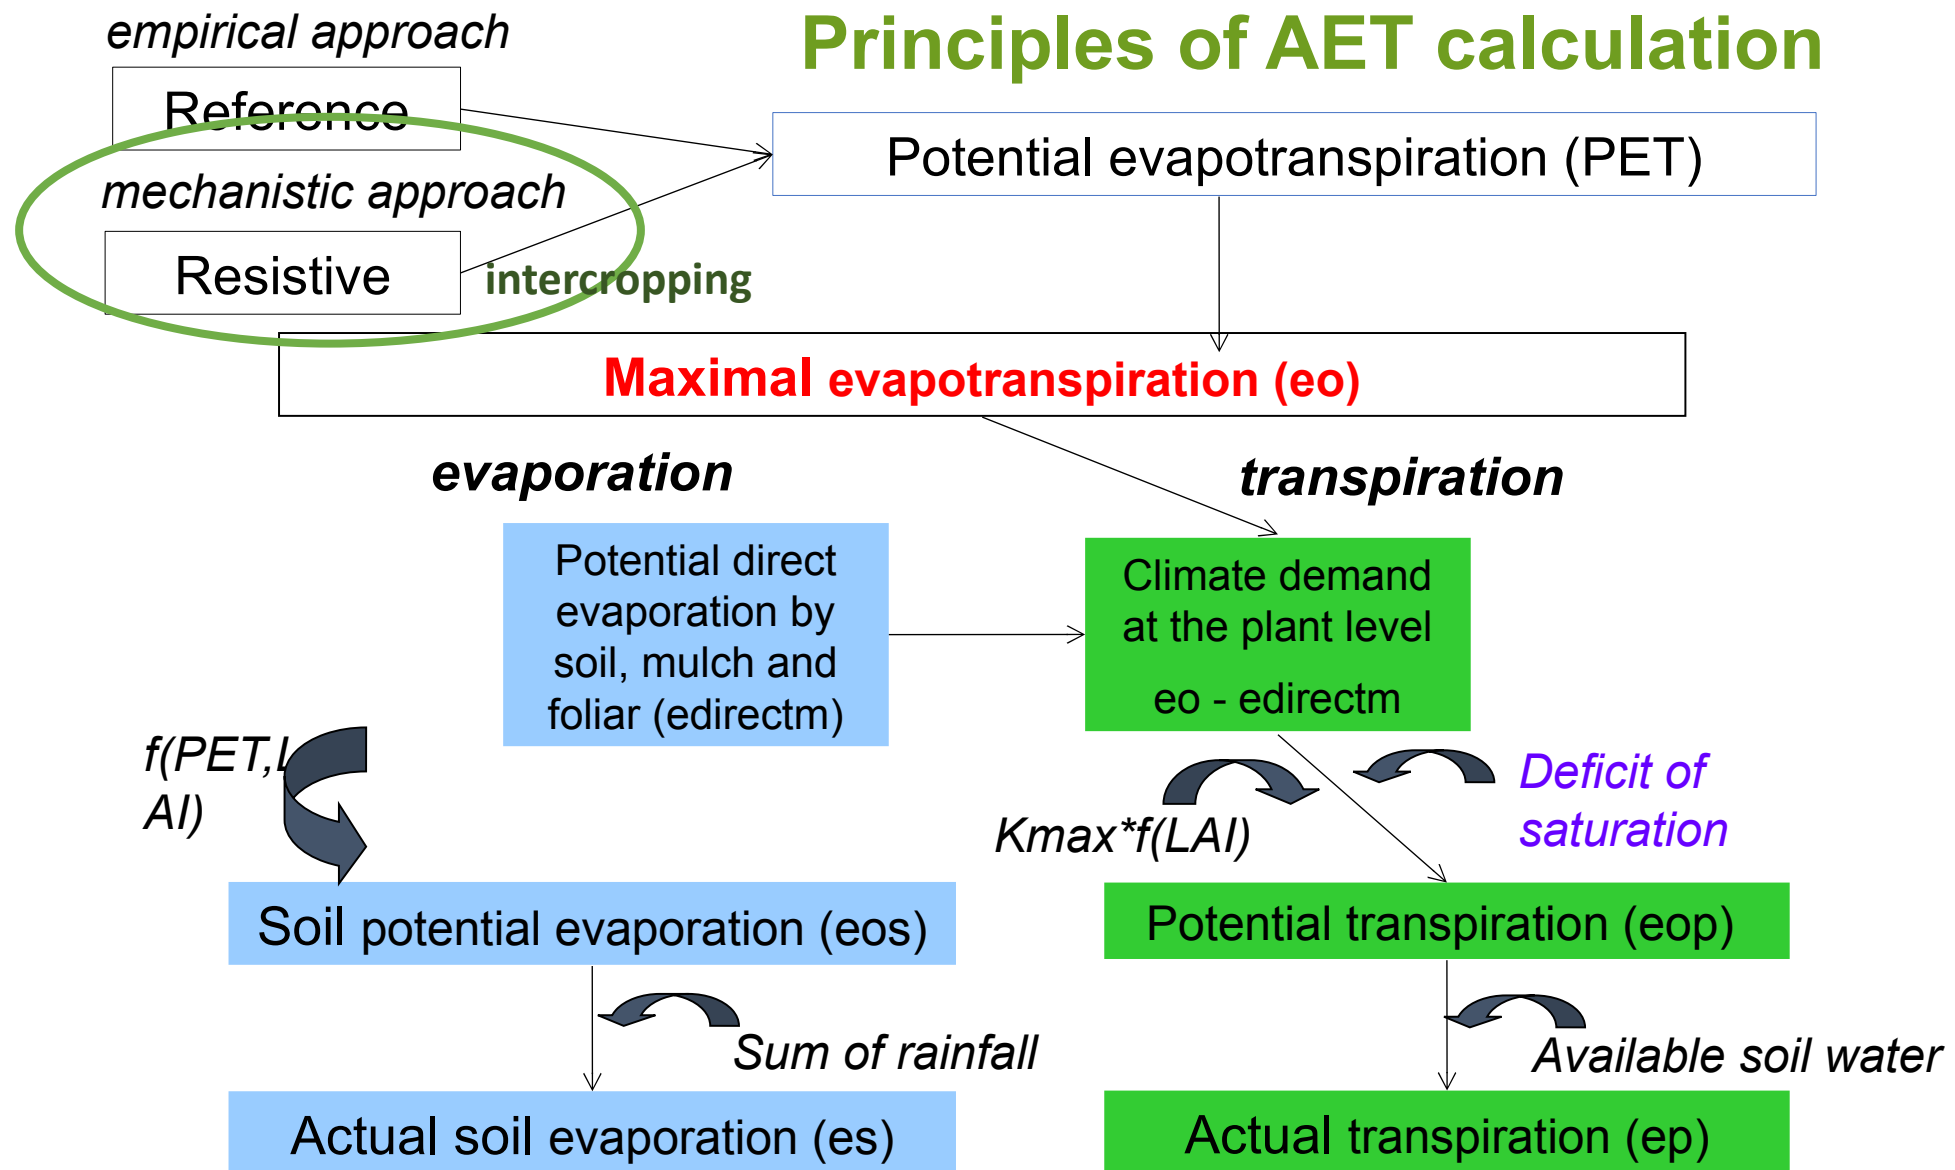 empirical approach
Principles of AET calculation
Reference
Potential evapotranspiration (PET)
mechanistic approach
Resistive
intercropping
Maximal evapotranspiration (eo)
evaporation
transpiration
Potential direct
evaporation by
soil, mulch and
foliar (edirectm)
Climate demand
at the plant level
eo - edirectm
f(PET,L
AI)
Kmax*f(LAI)
Deficit of
saturation
Soil potential evaporation (eos)
Potential transpiration (eop)
Sum of rainfall
Available soil water
Actual soil evaporation (es)
Actual transpiration (ep)